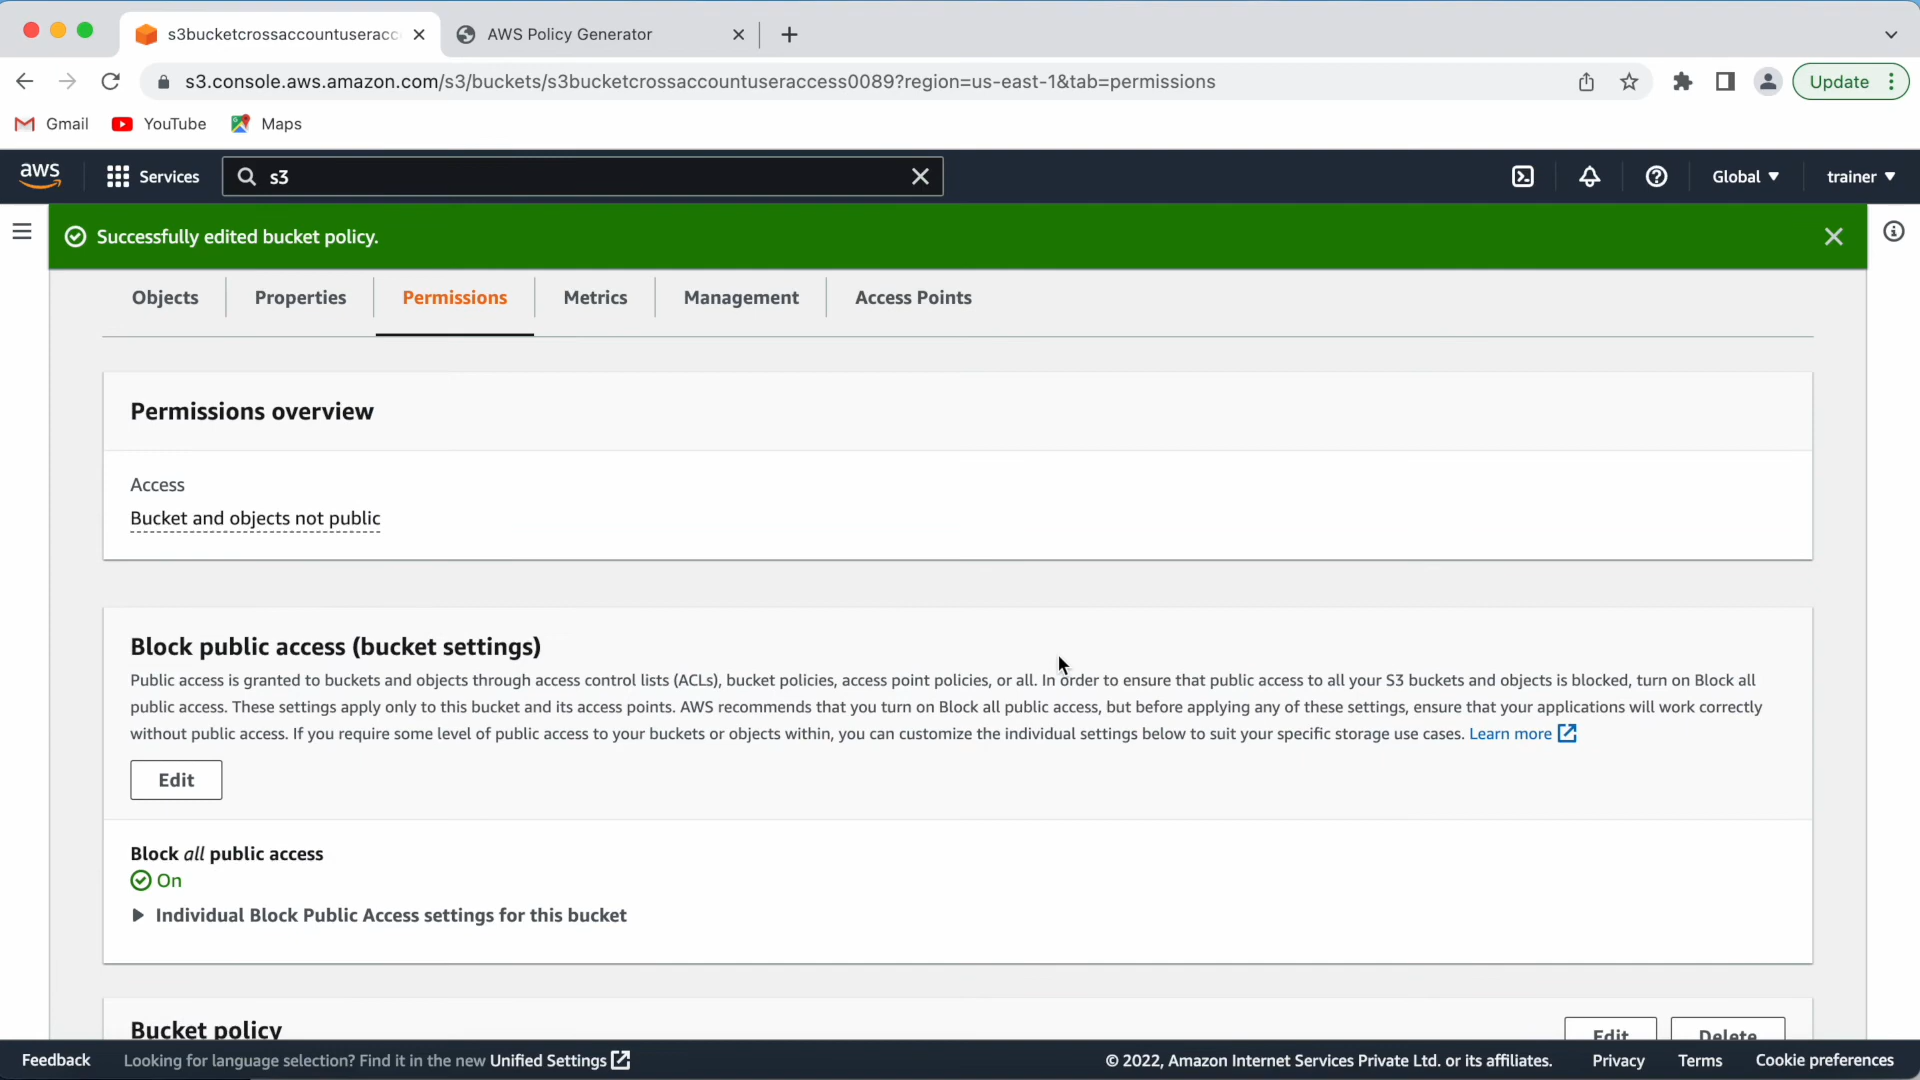 s3bucketcrossaccountuseracc
AWS Policy Generator
s3.console.aws.amazon.com/s3/buckets/s3bucketcrossaccountuseraccess0089?region=us-east-1&tab=permissions
Update
Gmail YouTube Maps
aws Services s3 Global trainer
Successfully edited bucket policy.
Objects Properties Permissions Metrics Management Access Points
Permissions overview
Access
Bucket and objects not public
Block public access (bucket settings)
Public access is granted to buckets and objects through access control lists (ACLs), bucket policies, access point policies, or all. In order to ensure that public access to all your S3 buckets and objects is blocked, turn on Block all
public access. These settings apply only to this bucket and its access points. AWS recommends that you turn on Block all public access, but before applying any of these settings, ensure that your applications will work correctly
without public access. If you require some level of public access to your buckets or objects within, you can customize the individual settings below to suit your specific storage use cases. Learn more
Edit
Block all public access
On
Individual Block Public Access settings for this bucket
Bucket policy Edit Delete
Feedback Looking for language selection? Find it in the new Unified Settings © 2022, Amazon Internet Services Private Ltd. or its affiliates. Privacy Terms Cookie preferences